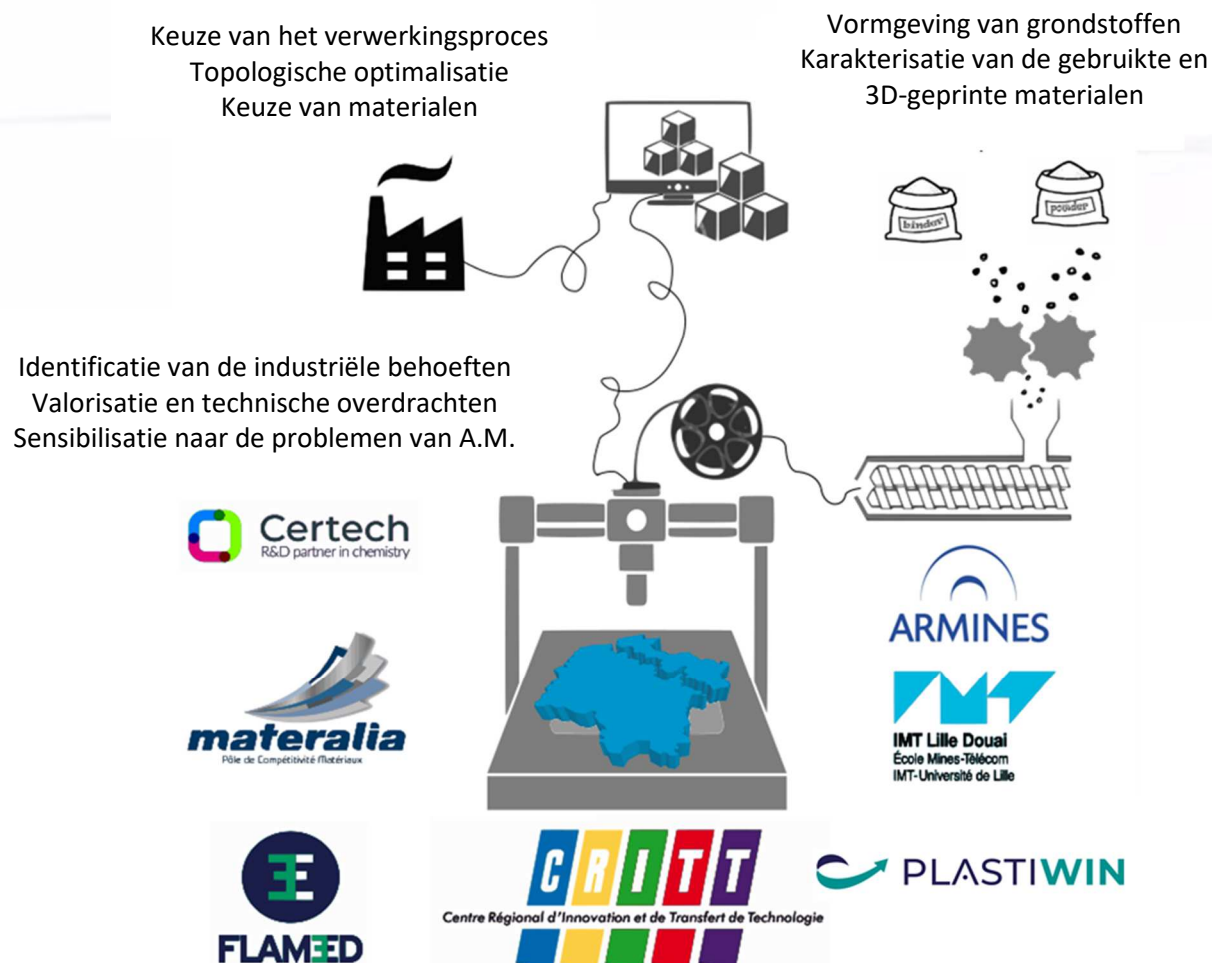 Keuze van het verwerkingsproces
Topologische optimalisatie
Keuze van materialen
Vormgeving van grondstoffen
Karakterisatie van de gebruikte en
3D-geprinte materialen
binder
powder
Identificatie van de industriële behoeften
Valorisatie en technische overdrachten
Sensibilisatie naar de problemen van A.M.
Certech
R&D partner in chemistry
ARMINES
materalia
Pôle de Compétitivité Matériaux
IMT Lille Douai
École Mines-Télécom
IMT-Université de Lille
FLAMEED
CRITT
Centre Régional d'Innovation et de Transfert de Technologie
PLASTIWIN